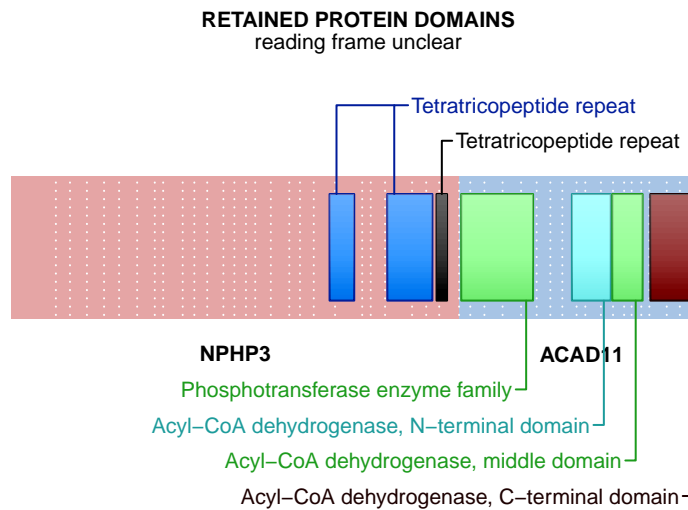 RETAINED PROTEIN DOMAINS
reading frame unclear
Tetratricopeptide repeat
Tetratricopeptide repeat
NPHP3
ACAD11
Phosphotransferase enzyme family
Acyl−CoA dehydrogenase, N−terminal domain
Acyl−CoA dehydrogenase, middle domain
Acyl−CoA dehydrogenase, C−terminal domain